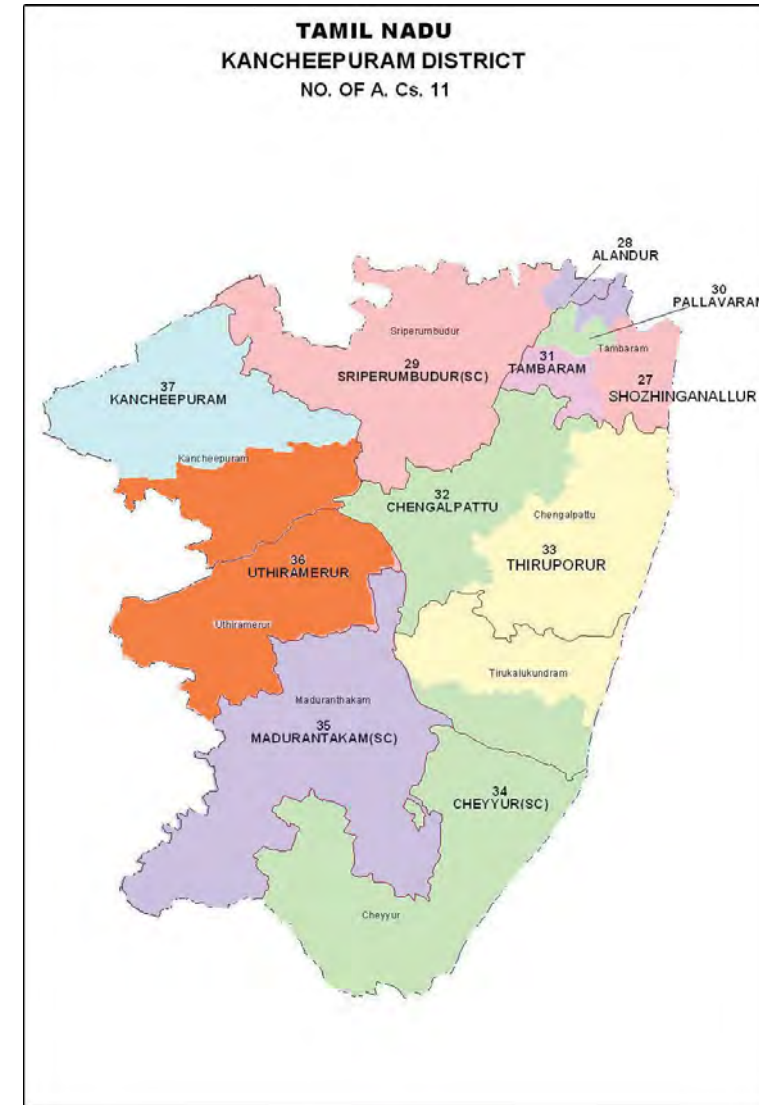 TAMIL NADU
KANCHEEPURAM DISTRICT
NO. OF A. Cs. 11
28
ALANDUR
30
PALLAVARAM
Sriperumbudur
Tambaram
29
SRIPERUMBUDUR(SC)
31
TAMBARAM
27
SHOZHINGANALLUR
37
KANCHEEPURAM
Kancheepuram
32
CHENGALPATTU
Chengalpattu
33
THIRUPORUR
36
UTHIRAMERUR
Uthiramerur
Tirukalukundram
Maduranthakam
35
MADURANTAKAM(SC)
34
CHEYYUR(SC)
Cheyyur